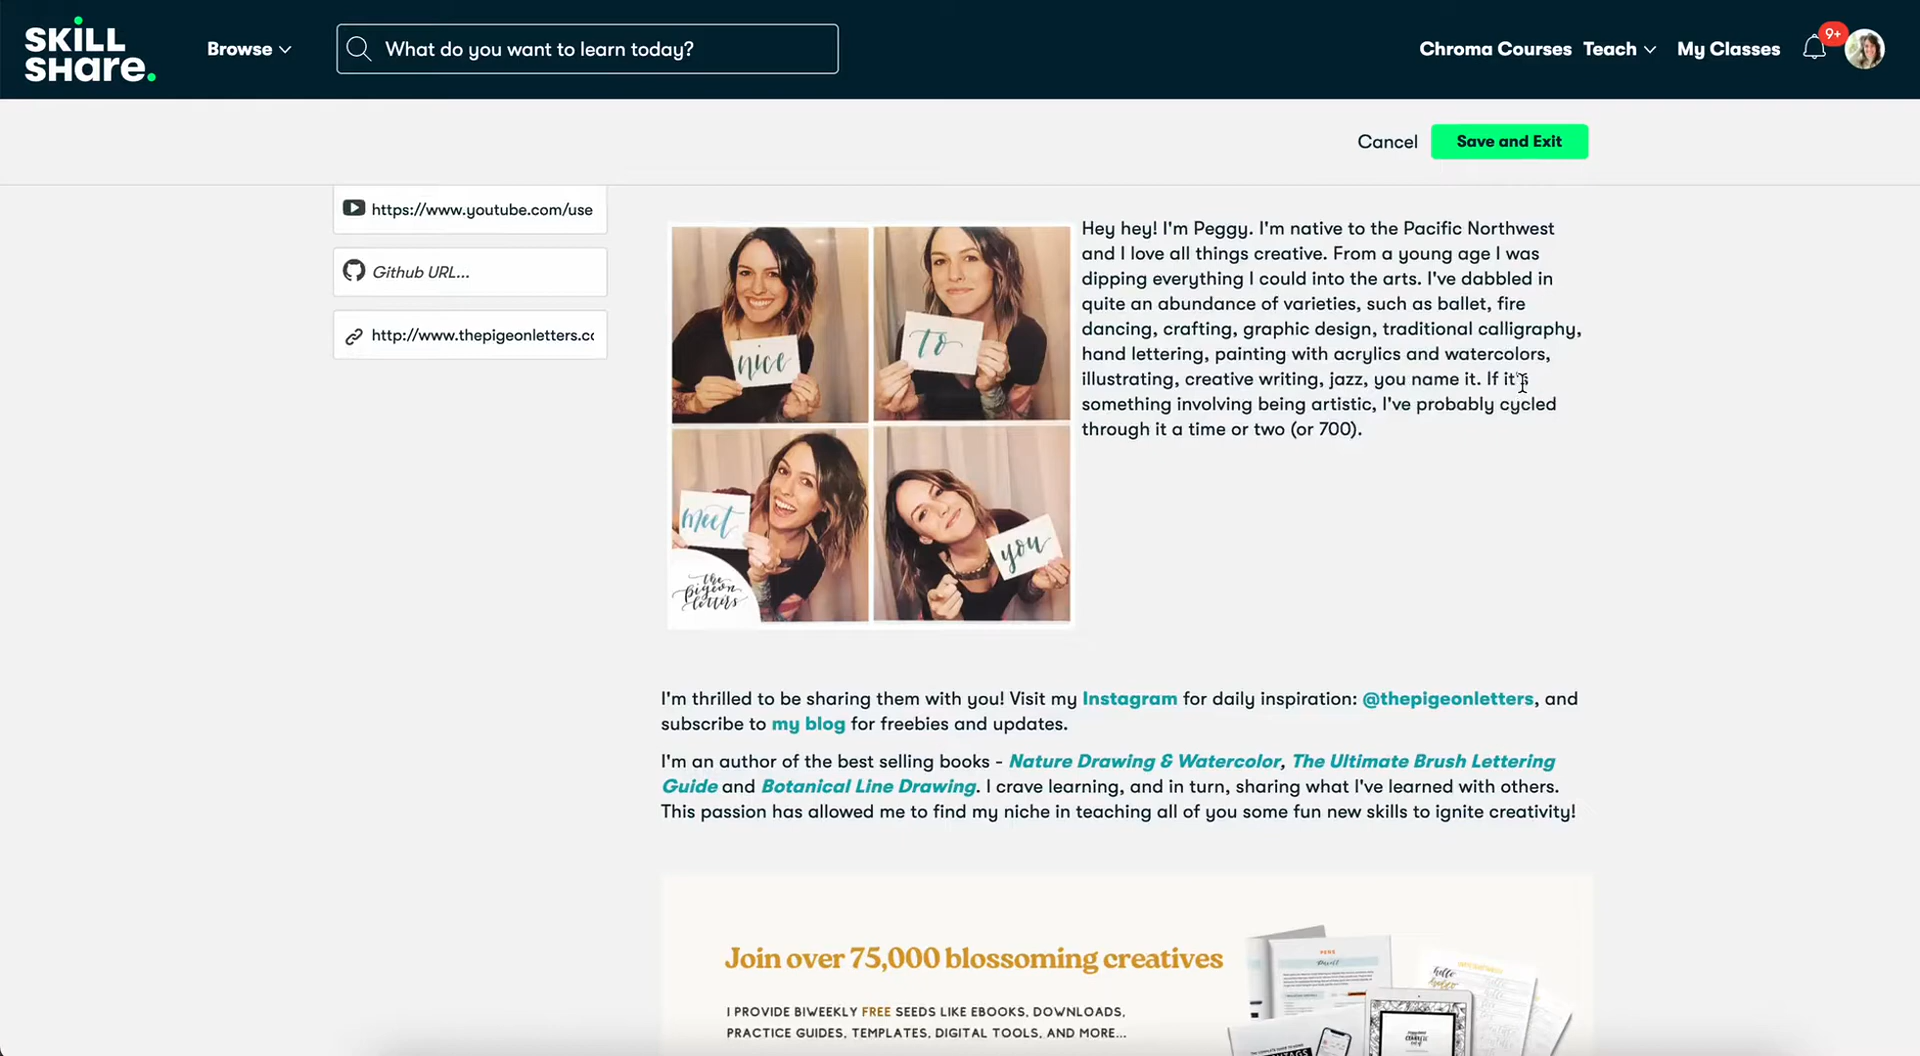 SKILL
SHare.
Browse
What do you want to learn today?
Chroma Courses
Teach
My Classes
9+
Cancel
Save and Exit
https://www.youtube.com/use
Github URL...
http://www.thepigeonletters.cc
nice
to
meet
you
the
pigeon
letters
Hey hey! I'm Peggy. I'm native to the Pacific Northwest
and I love all things creative. From a young age I was
dipping everything I could into the arts. I've dabbled in
quite an abundance of varieties, such as ballet, fire
dancing, crafting, graphic design, traditional calligraphy,
hand lettering, painting with acrylics and watercolors,
illustrating, creative writing, jazz, you name it. If it's
something involving being artistic, I've probably cycled
through it a time or two (or 700).
I'm thrilled to be sharing them with you! Visit my Instagram for daily inspiration: @thepigeonletters, and
subscribe to my blog for freebies and updates.
I'm an author of the best selling books - Nature Drawing & Watercolor, The Ultimate Brush Lettering
Guide and Botanical Line Drawing. I crave learning, and in turn, sharing what I've learned with others.
This passion has allowed me to find my niche in teaching all of you some fun new skills to ignite creativity!
Join over 75,000 blossoming creatives
I PROVIDE BIWEEKLY FREE SEEDS LIKE EBOOKS, DOWNLOADS,
PRACTICE GUIDES, TEMPLATES, DIGITAL TOOLS, AND MORE...
PENS
hello